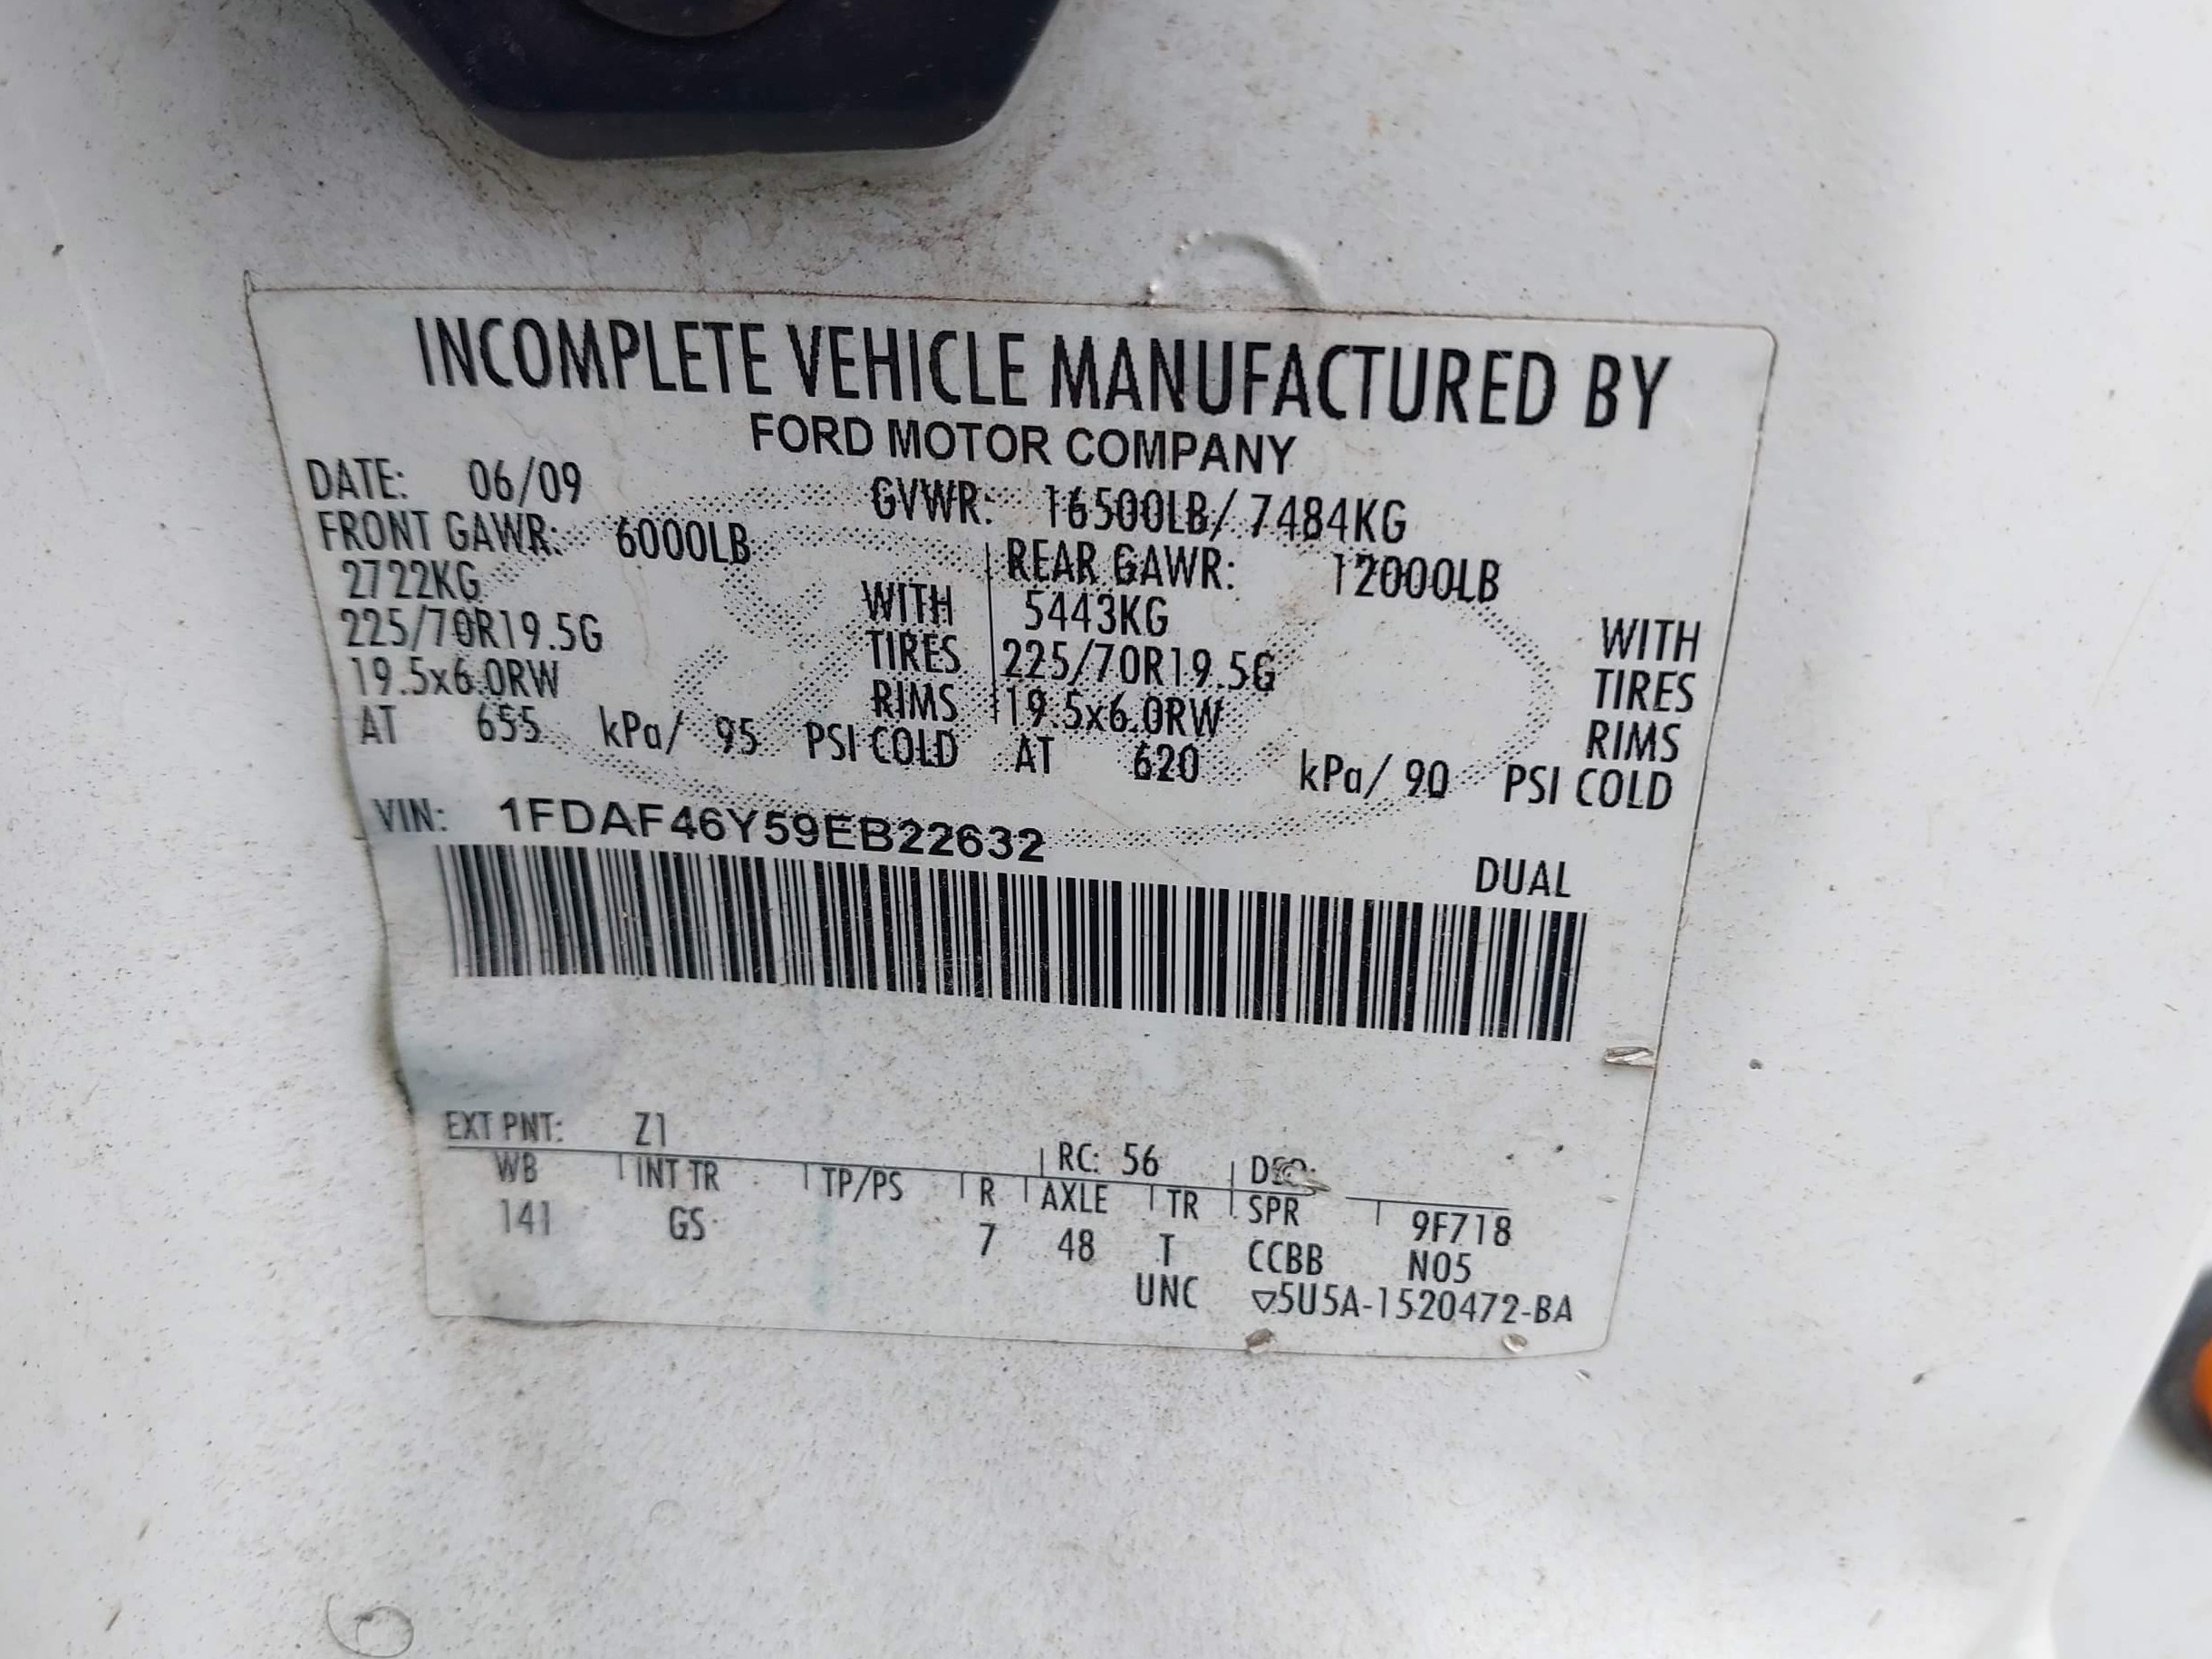 INCOMPLETE VEHICLE MANUFACTURED BY
FORD MOTOR COMPANY
DATE: 06/09 GVWR: 16500LB/ 7484KG
FRONT GAWR: 6000LB REAR GAWR: 12000LB
2722KG WITH 5443KG WITH
225/70R19.5G TIRES 225/70R19.5G TIRES
19.5x6.0RW RIMS 19.5x6.0RW RIMS
AT 655 kPa/ 95 PSI COLD AT 620 kPa/ 90 PSI COLD
VIN: 1FDAF46Y59EB22632
DUAL
EXT PNT: Z1 RC: 56
WB INT TR TP/PS R AXLE TR SPR 9F718
141 GS 7 48 T CCBB N05
UNC ▽5U5A-1520472-BA